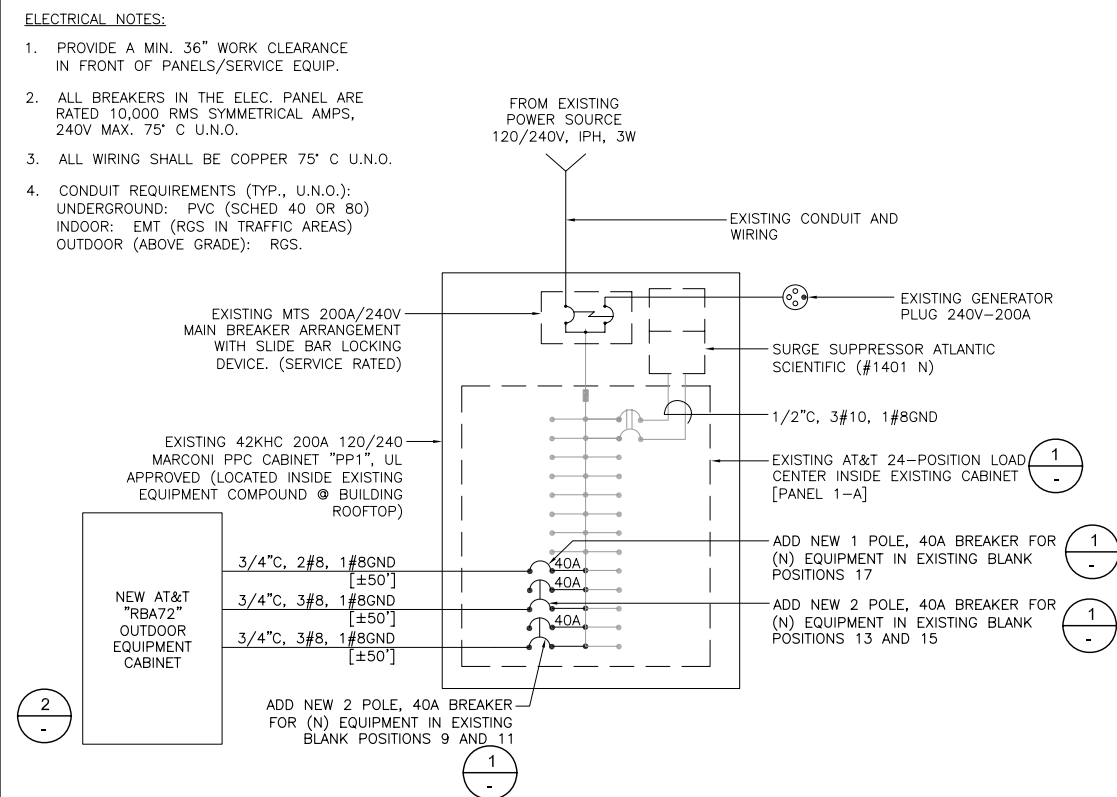 ELECTRICAL NOTES:
1. PROVIDE A MIN. 36" WORK CLEARANCE
IN FRONT OF PANELS/SERVICE EQUIP.
2. ALL BREAKERS IN THE ELEC. PANEL ARE
RATED 10,000 RMS SYMMETRICAL AMPS,
240V MAX. 75° C U.N.O.
3. ALL WIRING SHALL BE COPPER 75° C U.N.O.
4. CONDUIT REQUIREMENTS (TYP., U.N.O.):
UNDERGROUND: PVC (SCHED 40 OR 80)
INDOOR: EMT (RGS IN TRAFFIC AREAS)
OUTDOOR (ABOVE GRADE): RGS.
FROM EXISTING
POWER SOURCE
120/240V, IPH, 3W
EXISTING CONDUIT AND
WIRING
EXISTING MTS 200A/240V
MAIN BREAKER ARRANGEMENT
WITH SLIDE BAR LOCKING
DEVICE. (SERVICE RATED)
EXISTING GENERATOR
PLUG 240V-200A
SURGE SUPPRESSOR ATLANTIC
SCIENTIFIC (#1401 N)
1/2"C, 3#10, 1#8GND
EXISTING 42KHC 200A 120/240
MARCONI PPC CABINET "PP1", UL
APPROVED (LOCATED INSIDE EXISTING
EQUIPMENT COMPOUND @ BUILDING
ROOFTOP)
EXISTING AT&T 24-POSITION LOAD
CENTER INSIDE EXISTING CABINET
[PANEL 1-A]
1
-
ADD NEW 1 POLE, 40A BREAKER FOR
(N) EQUIPMENT IN EXISTING BLANK
POSITIONS 17
1
-
ADD NEW 2 POLE, 40A BREAKER FOR
(N) EQUIPMENT IN EXISTING BLANK
POSITIONS 13 AND 15
1
-
3/4"C, 2#8, 1#8GND
[±50']
3/4"C, 3#8, 1#8GND
[±50']
3/4"C, 3#8, 1#8GND
[±50']
40A
40A
40A
NEW AT&T
"RBA72"
OUTDOOR
EQUIPMENT
CABINET
2
-
ADD NEW 2 POLE, 40A BREAKER
FOR (N) EQUIPMENT IN EXISTING
BLANK POSITIONS 9 AND 11
1
-